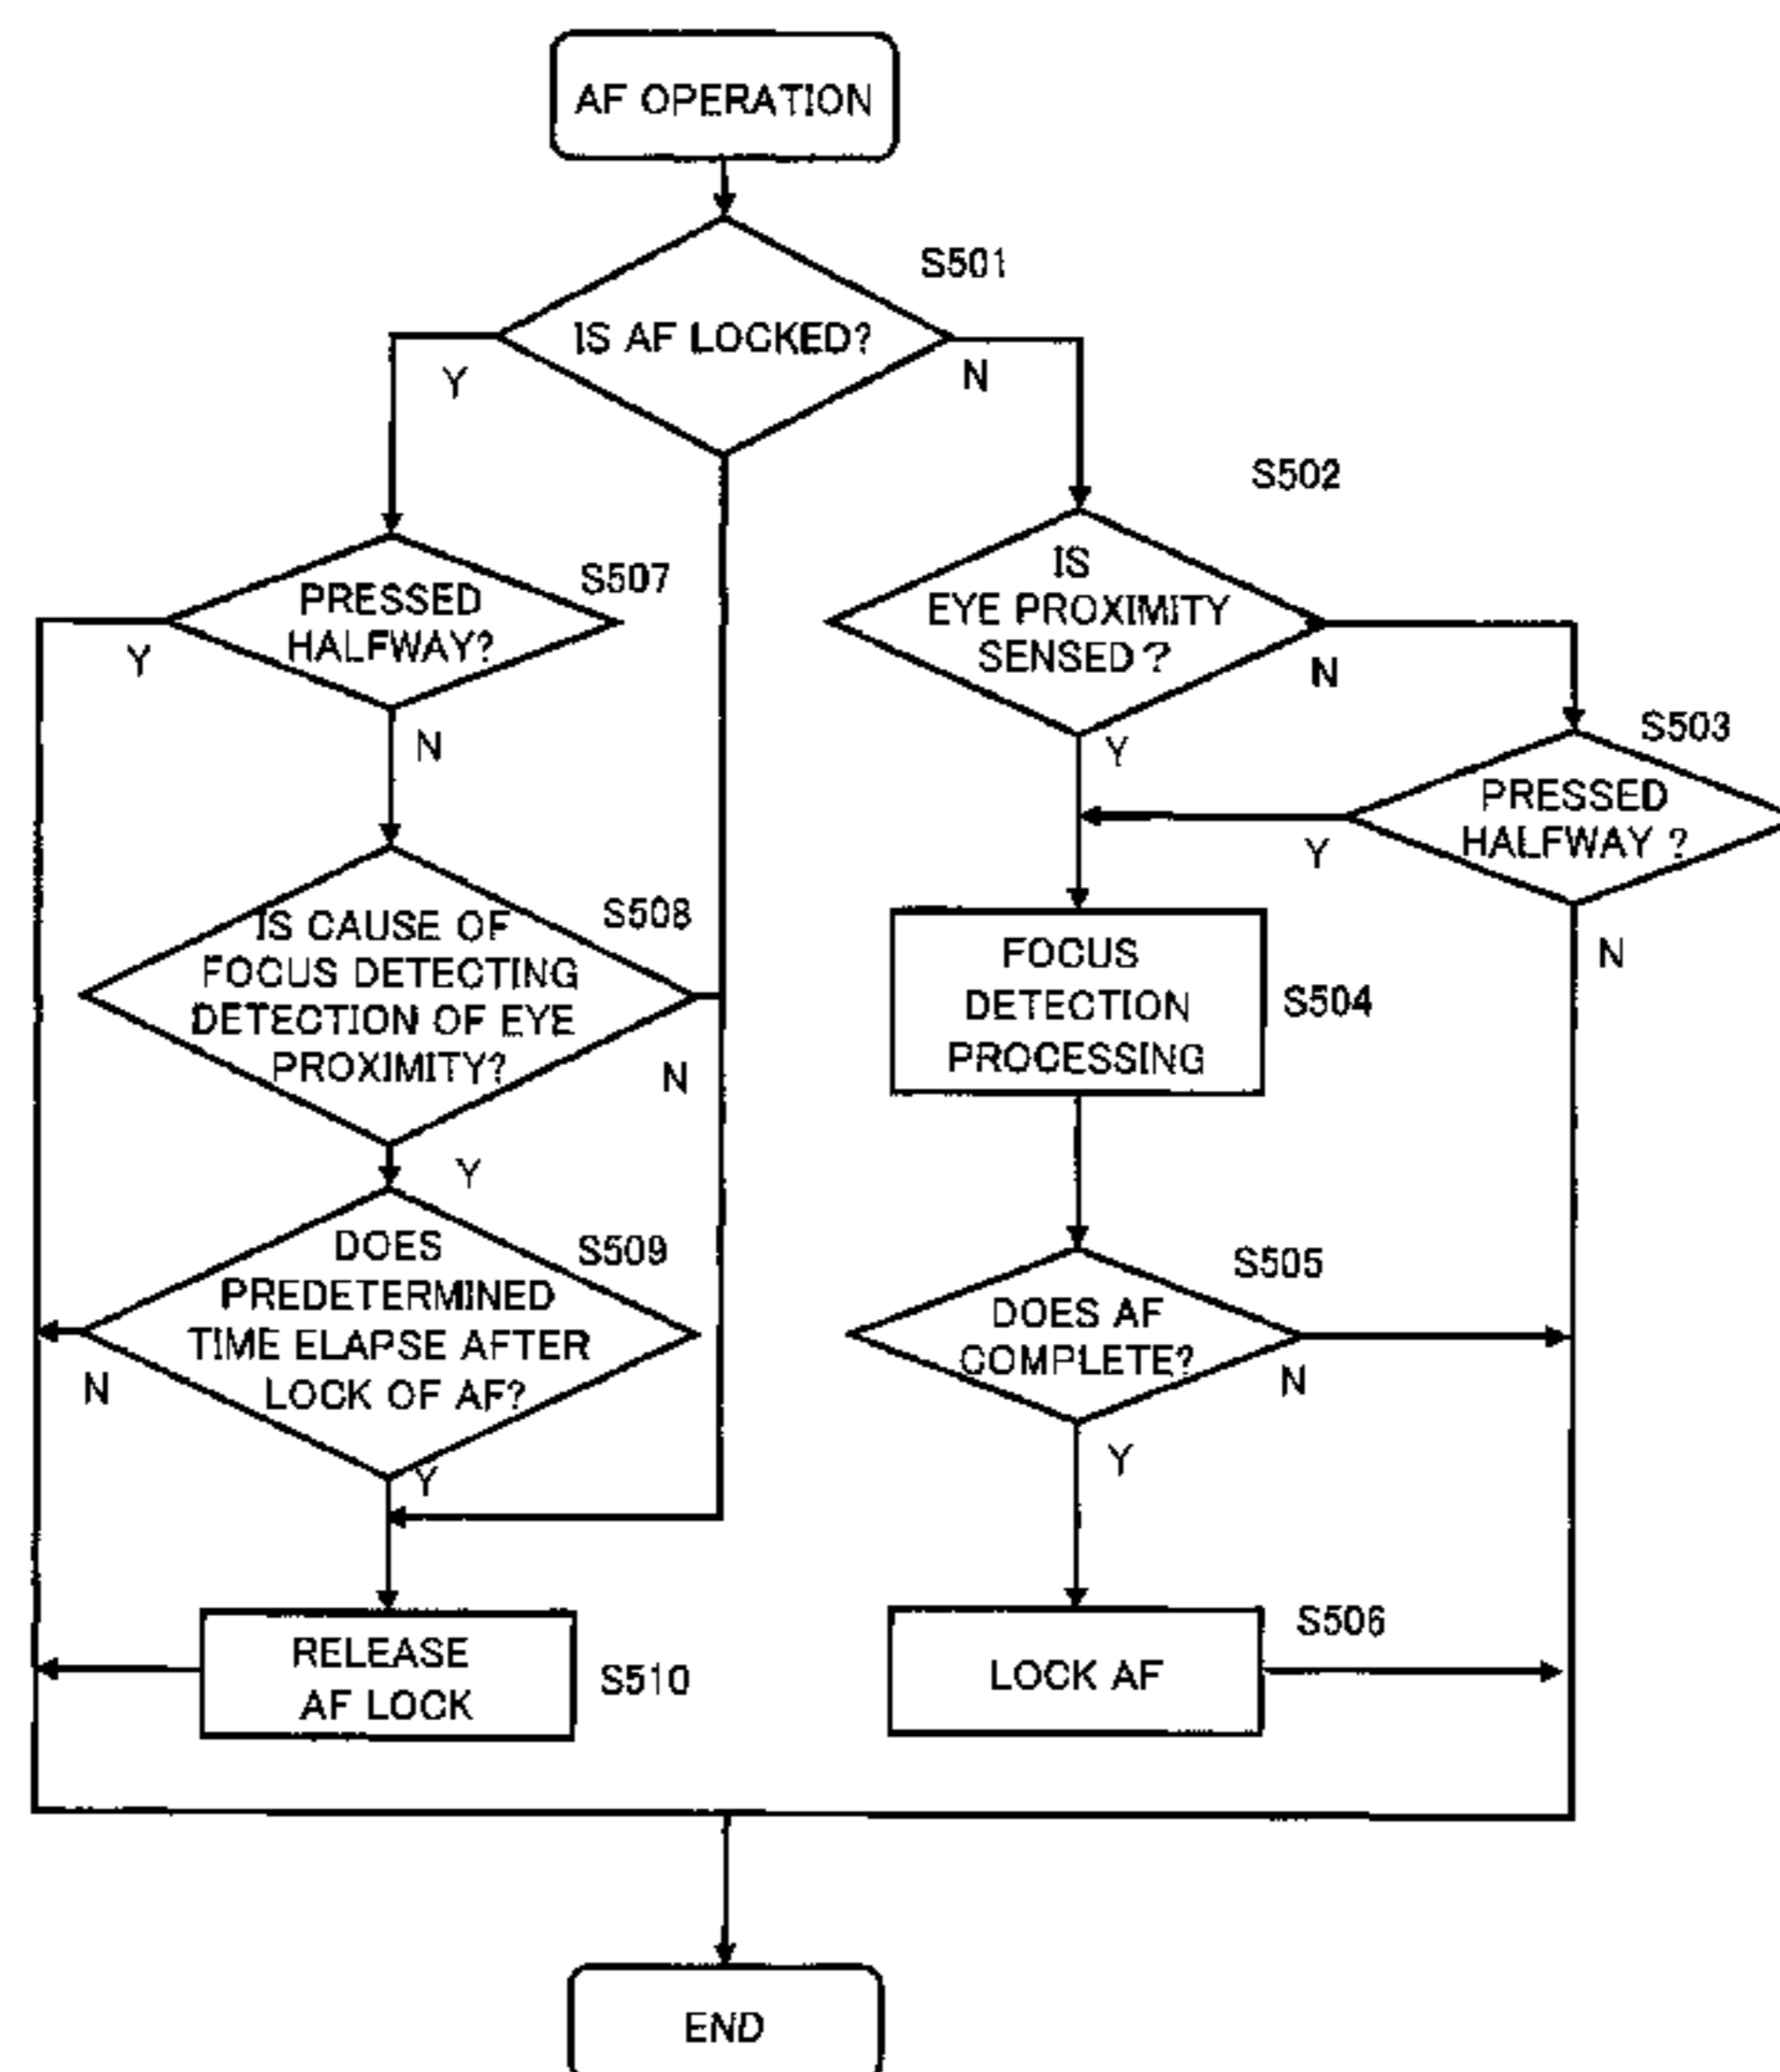 AF OPERATION
S501
IS AF LOCKED?
Y
N
S502
IS
EYE PROXIMITY
SENSED ?
N
Y
S503
PRESSED
HALFWAY ?
Y
N
FOCUS
DETECTION
PROCESSING
S504
S505
DOES AF
COMPLETE?
N
Y
S506
LOCK AF
S507
PRESSED
HALFWAY?
Y
N
S508
IS CAUSE OF
FOCUS DETECTING
DETECTION OF EYE
PROXIMITY?
N
Y
S509
DOES
PREDETERMINED
TIME ELAPSE AFTER
LOCK OF AF?
N
Y
RELEASE
AF LOCK
S510
END